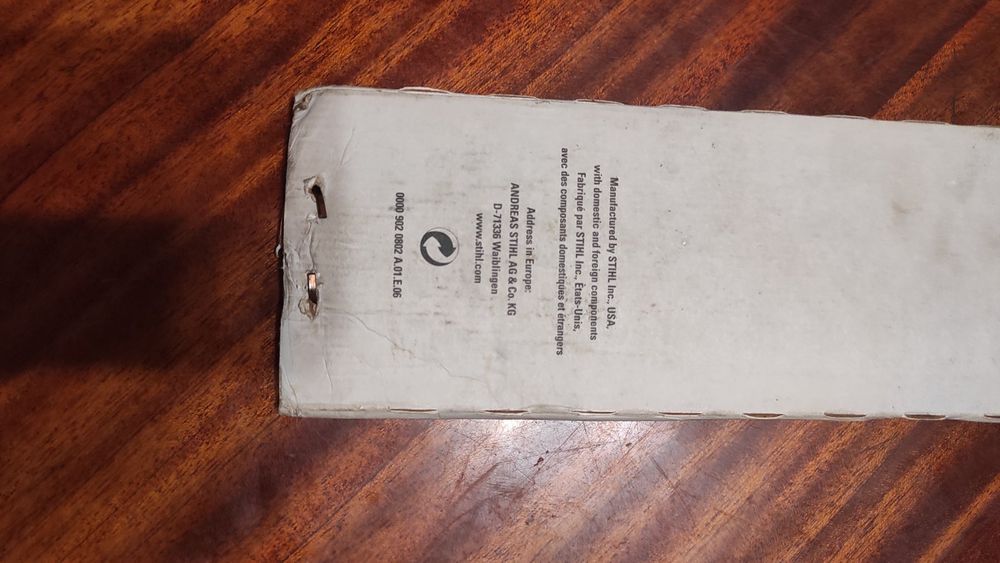 Manufactured by STIHL Inc., USA,
with domestic and foreign components
Fabriqué par STIHL Inc., États-Unis,
avec des composants domestiques et étrangers
Address in Europe:
ANDREAS STIHL AG & Co. KG
D-71336 Waiblingen
www.stihl.com
0000 902 0802 A.01.E.06